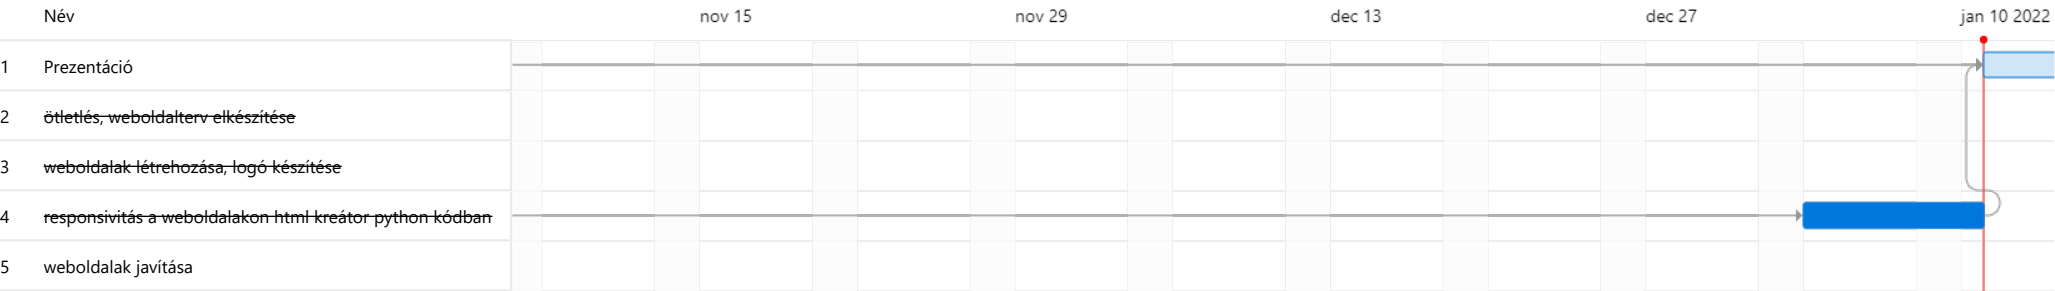 Név nov 15 nov 29 dec 13 dec 27 jan 10 2022
1 Prezentáció
2 ötletlés, weboldalterv elkészítése
3 weboldalak létrehozása, logó készítése
4 responsivitás a weboldalakon html kreátor python kódban
5 weboldalak javítása